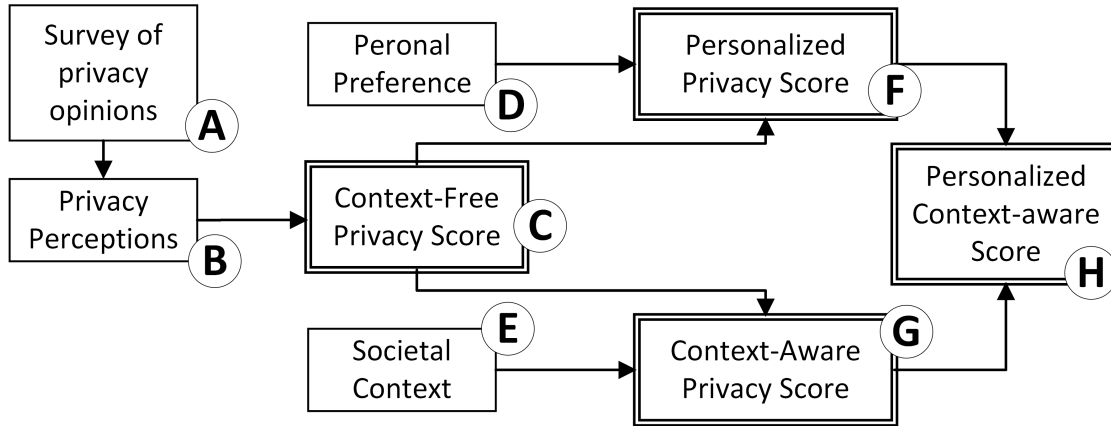 Survey of
privacy
opinions
A
Privacy
Perceptions
B
Context-Free
Privacy Score
C
Peronal
Preference
D
Societal
Context
E
Personalized
Privacy Score
F
Context-Aware
Privacy Score
G
Personalized
Context-aware
Score
H